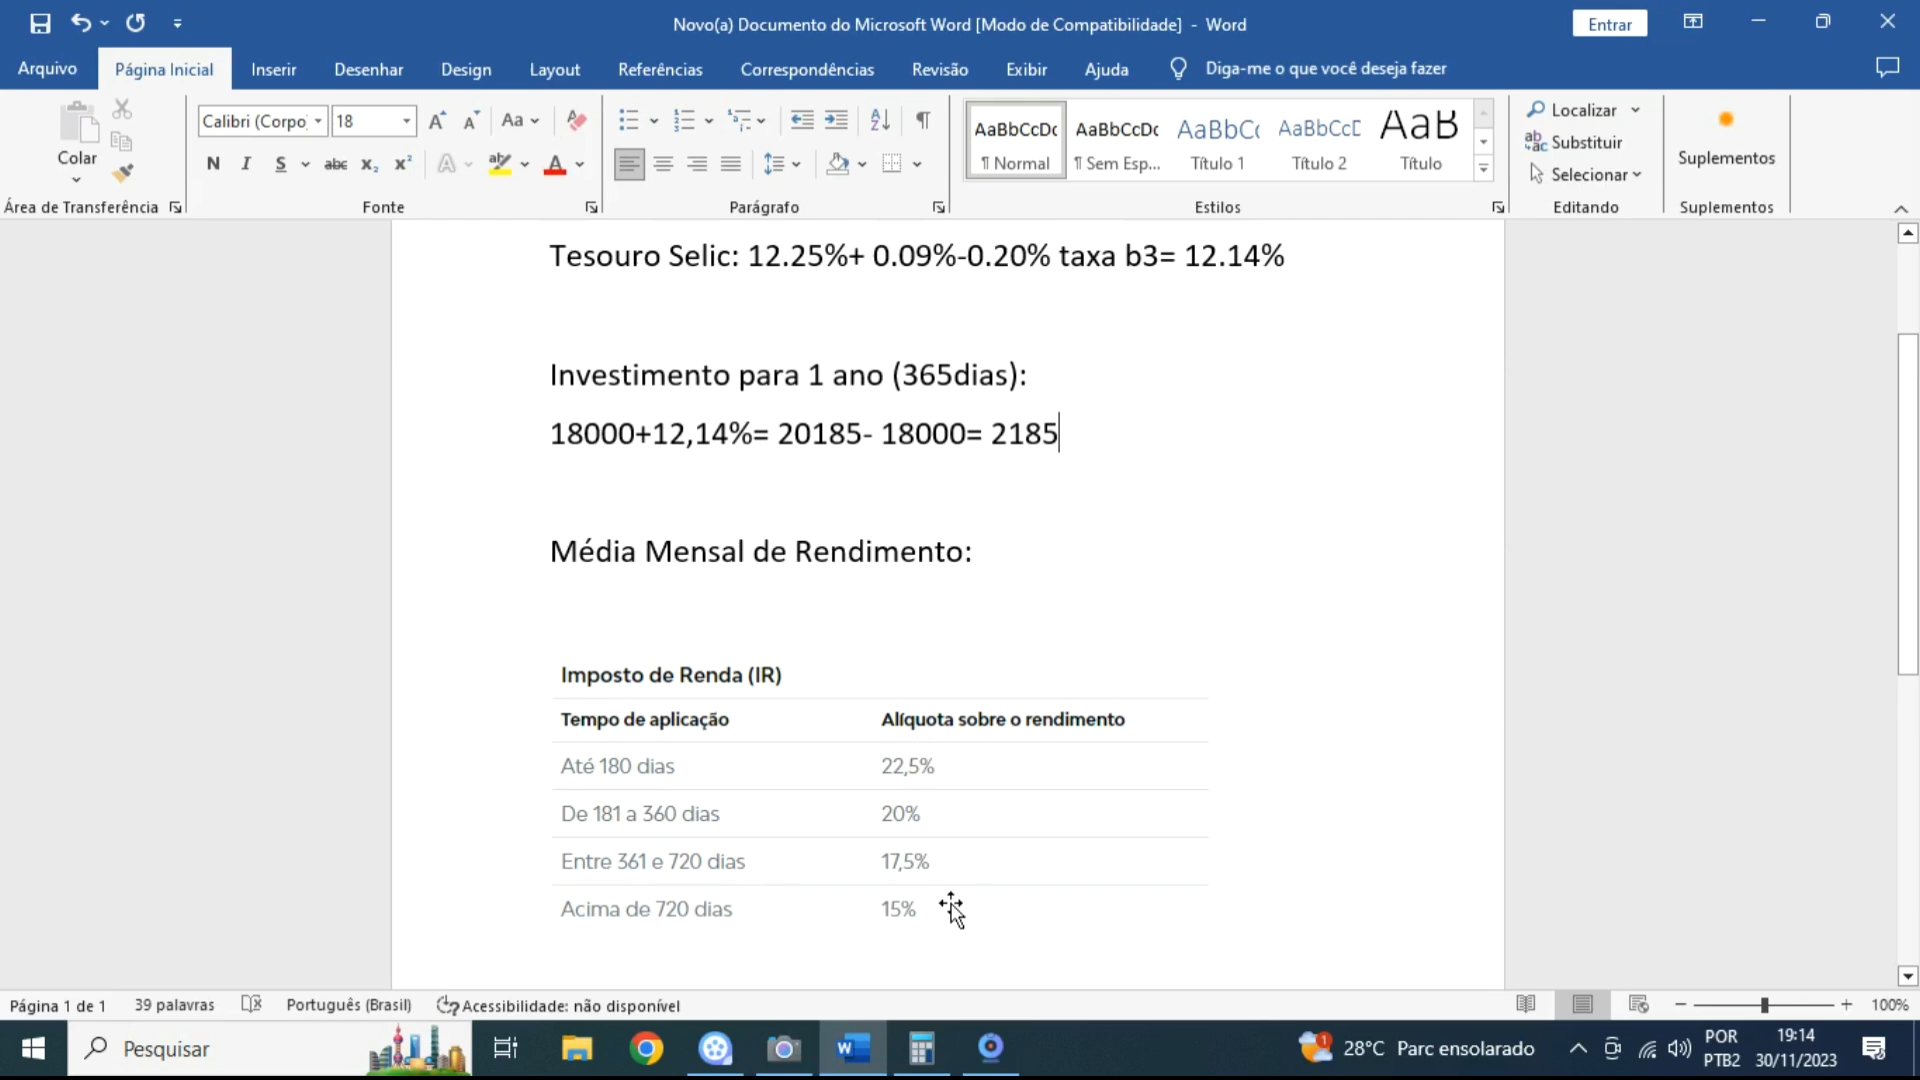 Novo(a) Documento do Microsoft Word [Modo de Compatibilidade] - Word
Entrar
Arquivo
Página Inicial
Inserir
Desenhar
Design
Layout
Referências
Correspondências
Revisão
Exibir
Ajuda
Diga-me o que você deseja fazer
Colar
Calibri (Corpo
18
Aa
N I S abc x₂ x²
AaBbCcDc
AaBbCcDc
AaBbCc
AaBbCcD
AaB
¶ Normal
¶ Sem Esp...
Título 1
Título 2
Título
Localizar
Substituir
Selecionar
Suplementos
Área de Transferência
Fonte
Parágrafo
Estilos
Editando
Suplementos
Tesouro Selic: 12.25%+ 0.09%-0.20% taxa b3= 12.14%
Investimento para 1 ano (365dias):
18000+12,14%= 20185- 18000= 2185
Média Mensal de Rendimento:
Imposto de Renda (IR)
Tempo de aplicação
Alíquota sobre o rendimento
Até 180 dias
22,5%
De 181 a 360 dias
20%
Entre 361 e 720 dias
17,5%
Acima de 720 dias
15%
Página 1 de 1
39 palavras
Português (Brasil)
Acessibilidade: não disponível
100%
Pesquisar
1
28°C Parc ensolarado
POR
PTB2
19:14
30/11/2023